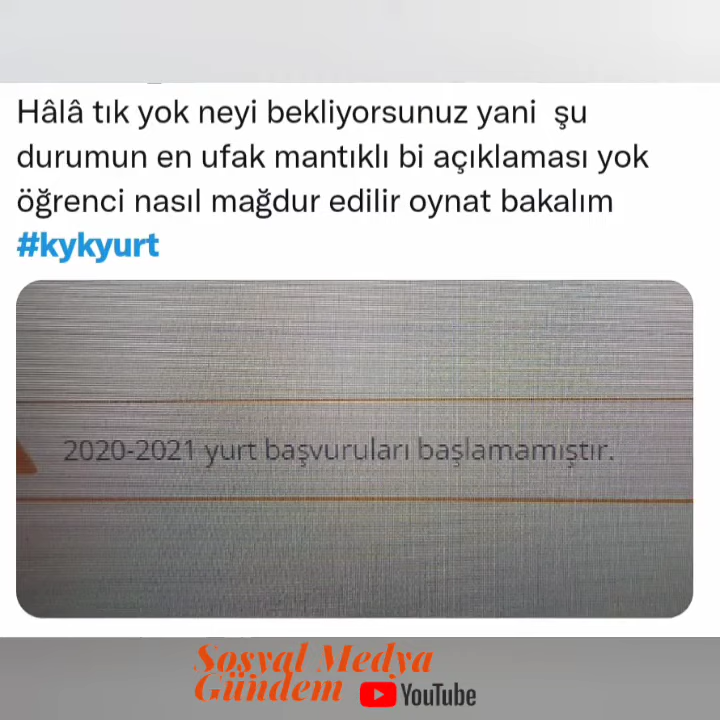 Hâlâ tık yok neyi bekliyorsunuz yani şu
durumun en ufak mantıklı bi açıklaması yok
öğrenci nasıl mağdur edilir oynat bakalım
#kykyurt
2020-2021 yurt başvuruları başlamamıştır.
Sosyal Medya
Gündem YouTube